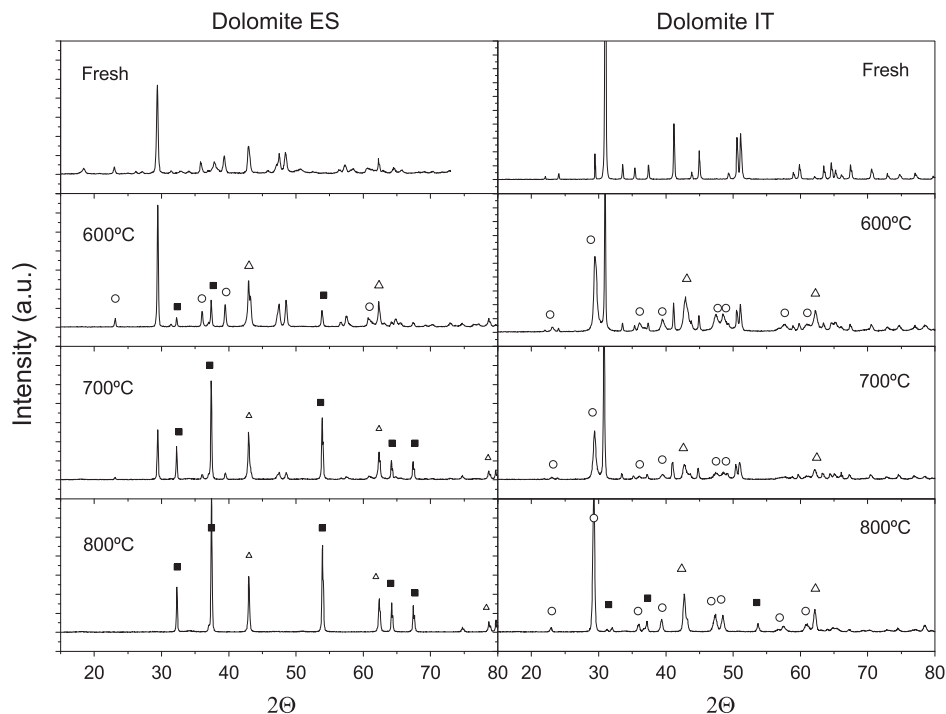 Dolomite ES
Dolomite IT
Fresh
Fresh
600ºC
600ºC
700ºC
700ºC
800ºC
800ºC
Intensity (a.u.)
20 30 40 50 60 70 80
20 30 40 50 60 70 80
2Θ
2Θ